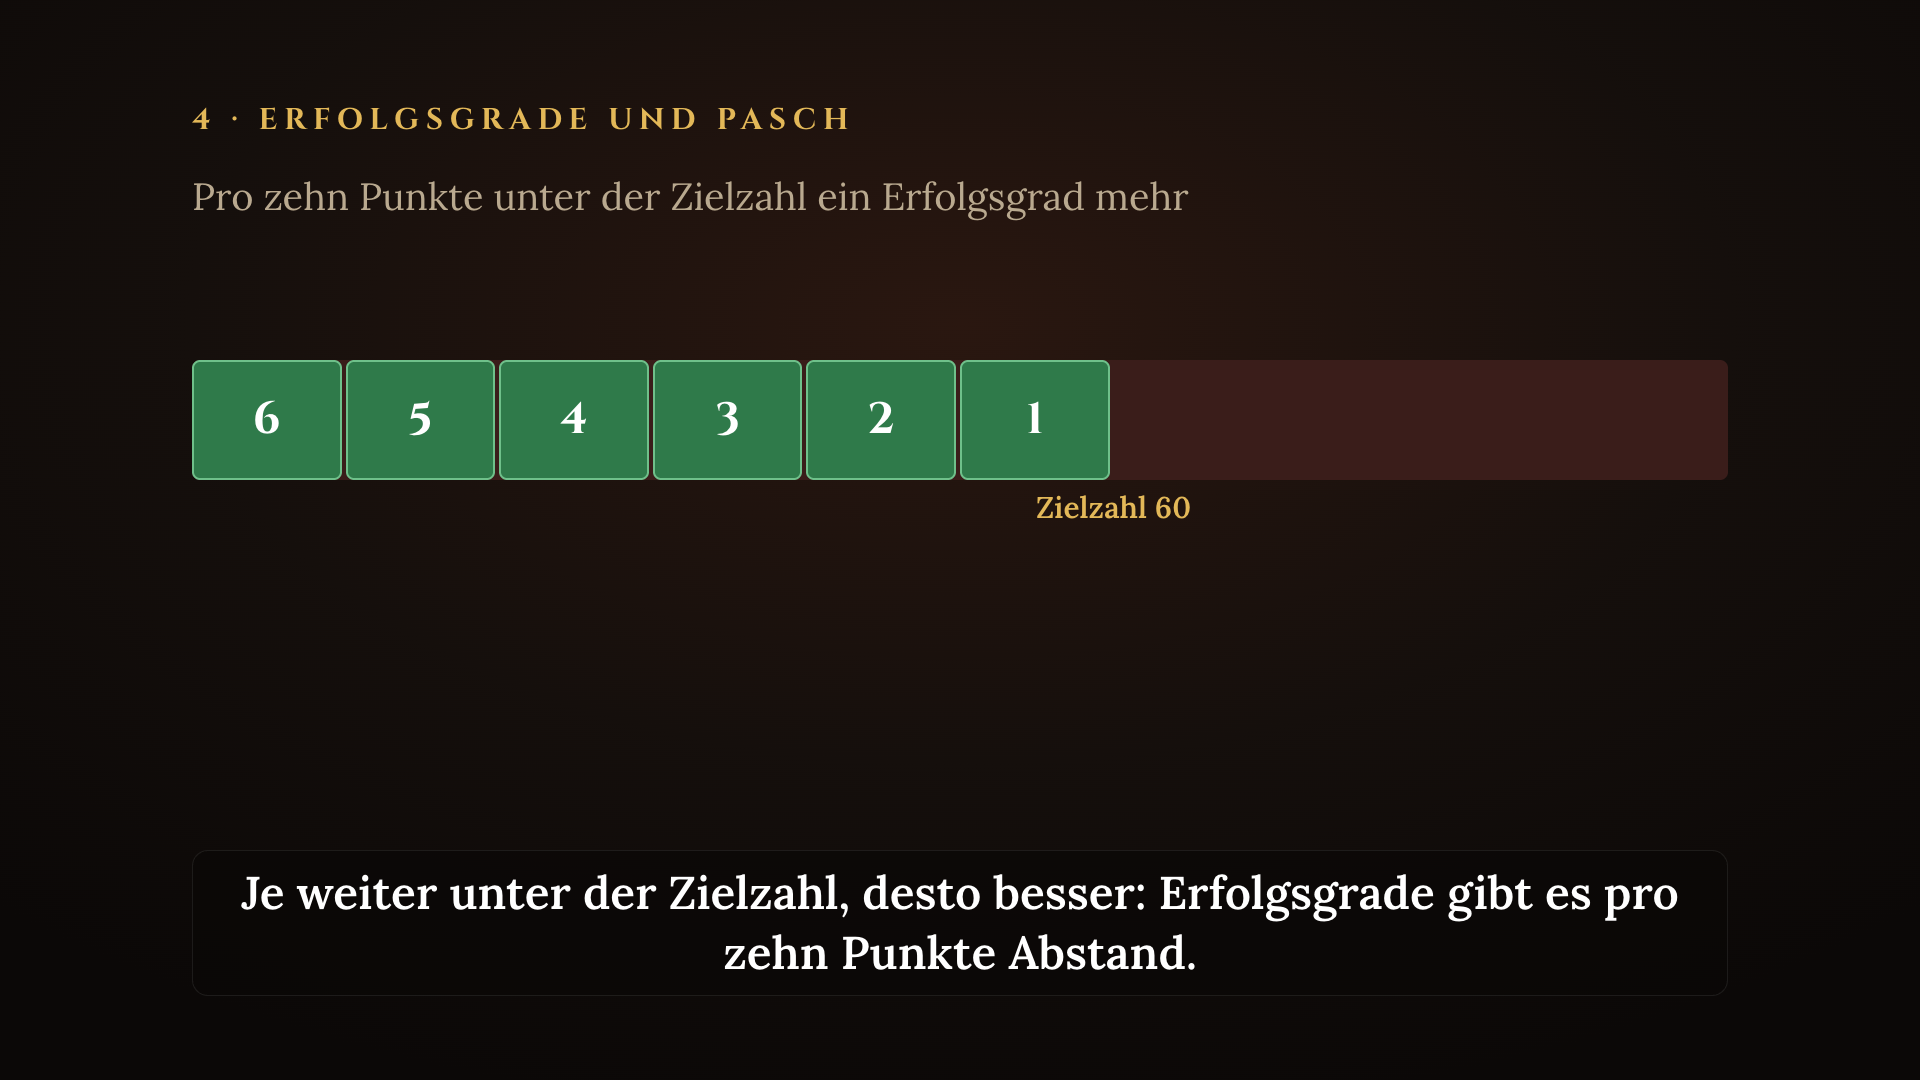 4 · ERFOLGSGRADE UND PASCH
Pro zehn Punkte unter der Zielzahl ein Erfolgsgrad mehr
6 5 4 3 2 1
Zielzahl 60
Je weiter unter der Zielzahl, desto besser: Erfolgsgrade gibt es pro
zehn Punkte Abstand.